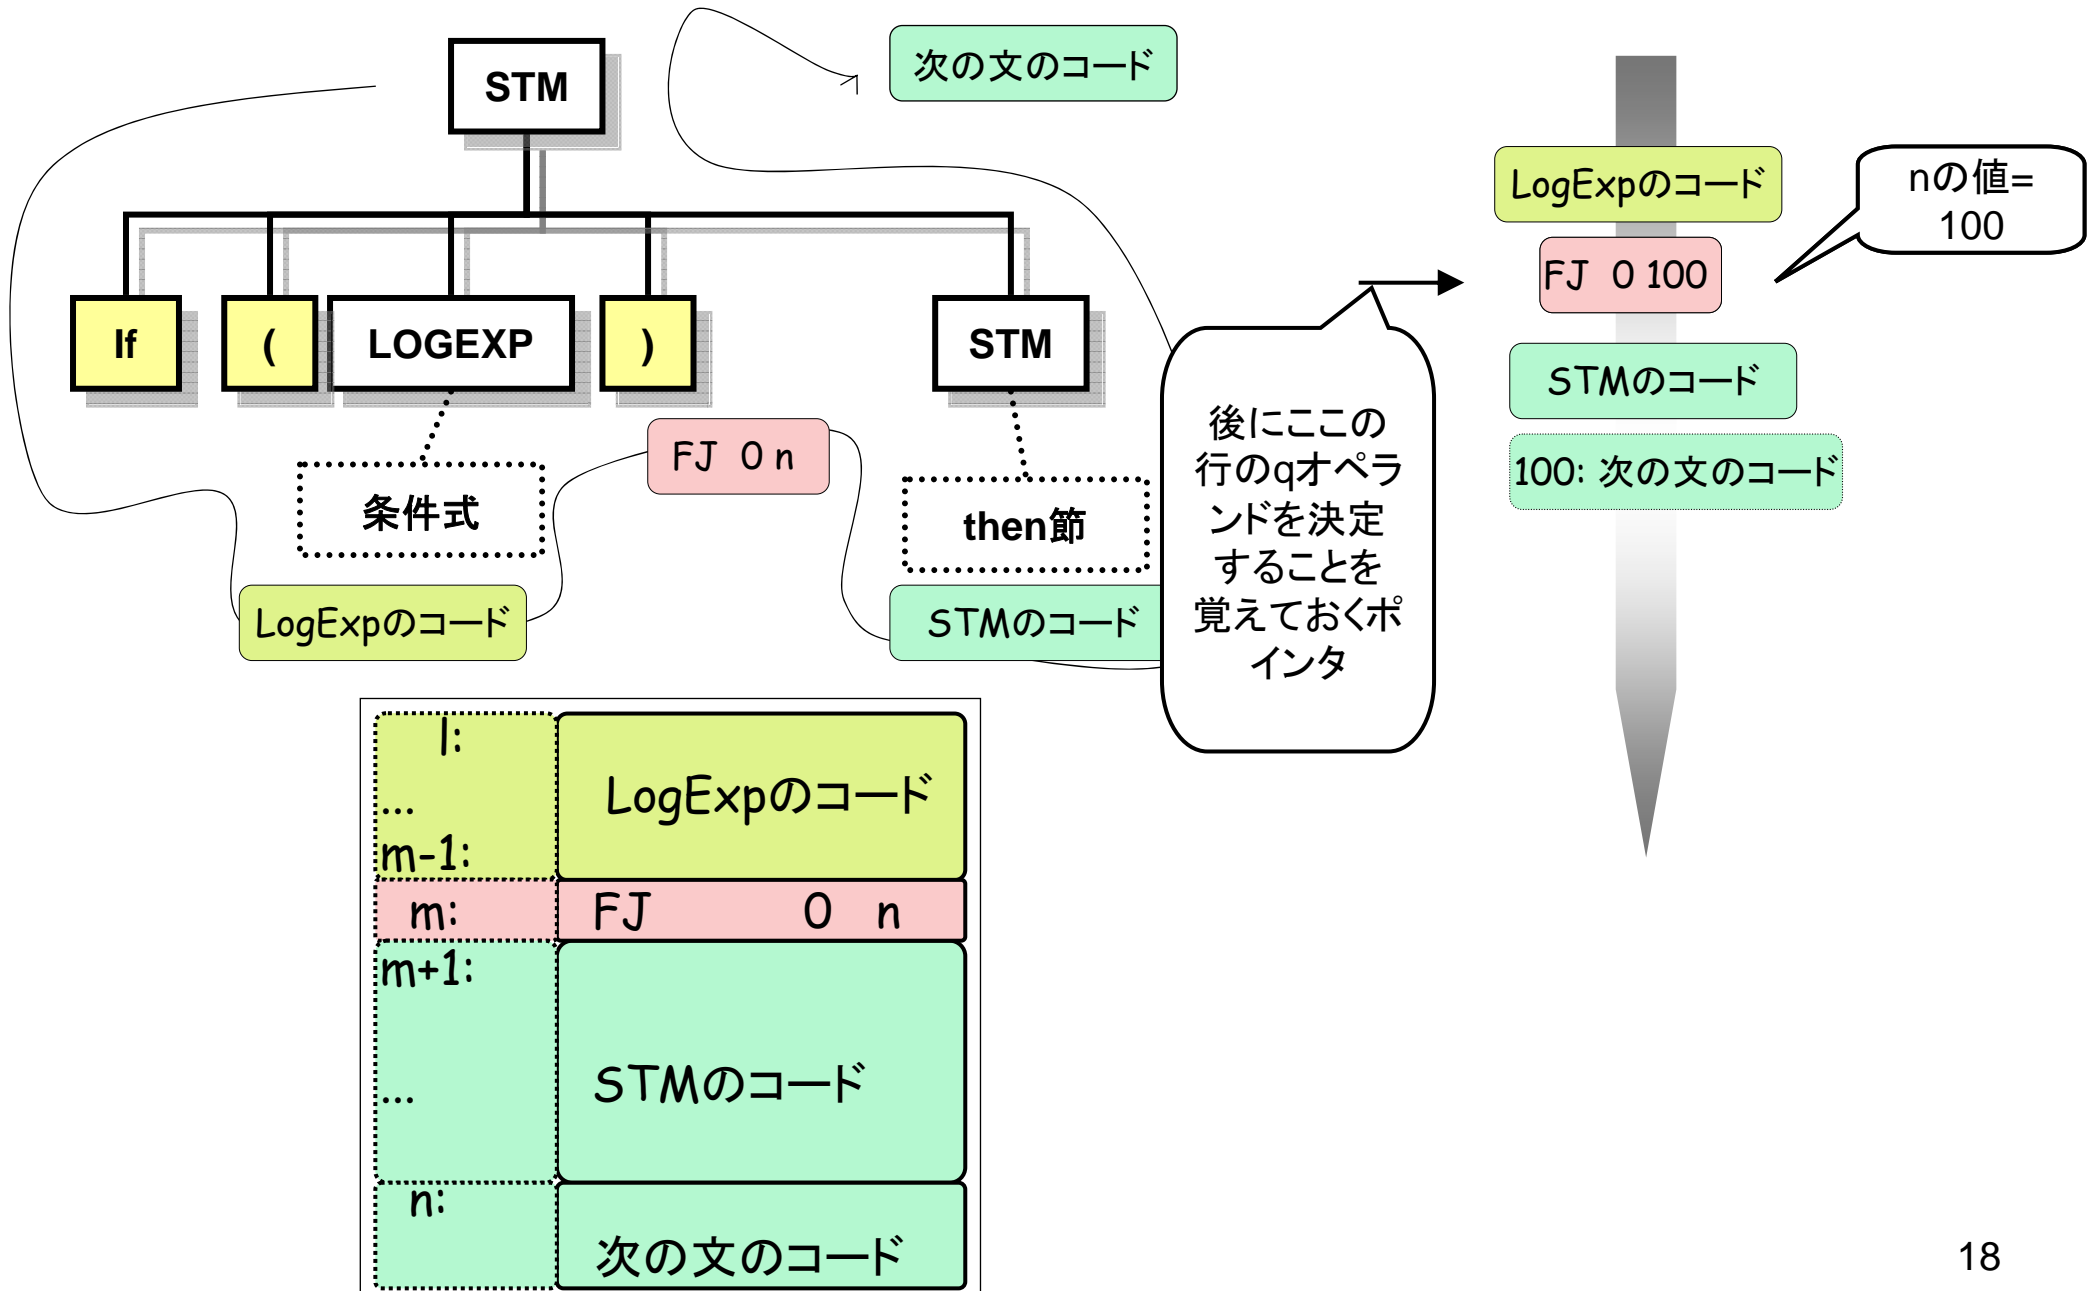 STM
次の文のコード
If
(
LOGEXP
)
STM
条件式
FJ 0 n
then節
LogExpのコード
STMのコード
後にここの
行のqオペラ
ンドを決定
することを
覚えておくポ
インタ
LogExpのコード
nの値=
100
FJ 0 100
STMのコード
100: 次の文のコード
l:
...
m-1:
LogExpのコード
m: FJ 0 n
m+1:
...
STMのコード
n:
次の文のコード
18